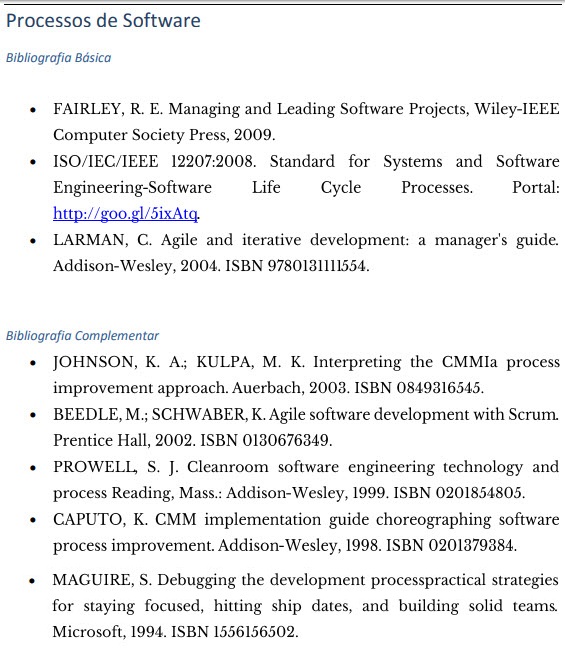 Processos de Software
Bibliografia Básica
• FAIRLEY, R. E. Managing and Leading Software Projects, Wiley-IEEE
Computer Society Press, 2009.
• ISO/IEC/IEEE 12207:2008. Standard for Systems and Software
Engineering-Software Life Cycle Processes. Portal:
http://goo.gl/5ixAtq.
• LARMAN, C. Agile and iterative development: a manager's guide.
Addison-Wesley, 2004. ISBN 9780131111554.
Bibliografia Complementar
• JOHNSON, K. A.; KULPA, M. K. Interpreting the CMMIa process
improvement approach. Auerbach, 2003. ISBN 0849316545.
• BEEDLE, M.; SCHWABER, K. Agile software development with Scrum.
Prentice Hall, 2002. ISBN 0130676349.
• PROWELL, S. J. Cleanroom software engineering technology and
process Reading, Mass.: Addison-Wesley, 1999. ISBN 0201854805.
• CAPUTO, K. CMM implementation guide choreographing software
process improvement. Addison-Wesley, 1998. ISBN 0201379384.
• MAGUIRE, S. Debugging the development processpractical strategies
for staying focused, hitting ship dates, and building solid teams.
Microsoft, 1994. ISBN 1556156502.